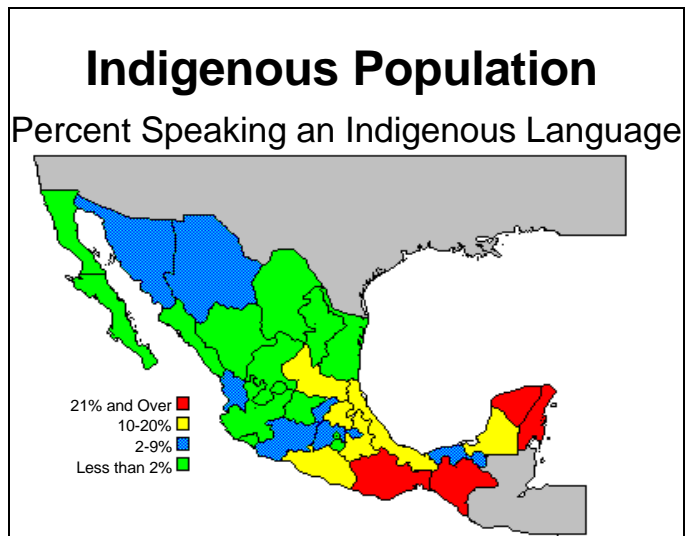 Indigenous Population
Percent Speaking an Indigenous Language
21% and Over
10-20%
2-9%
Less than 2%